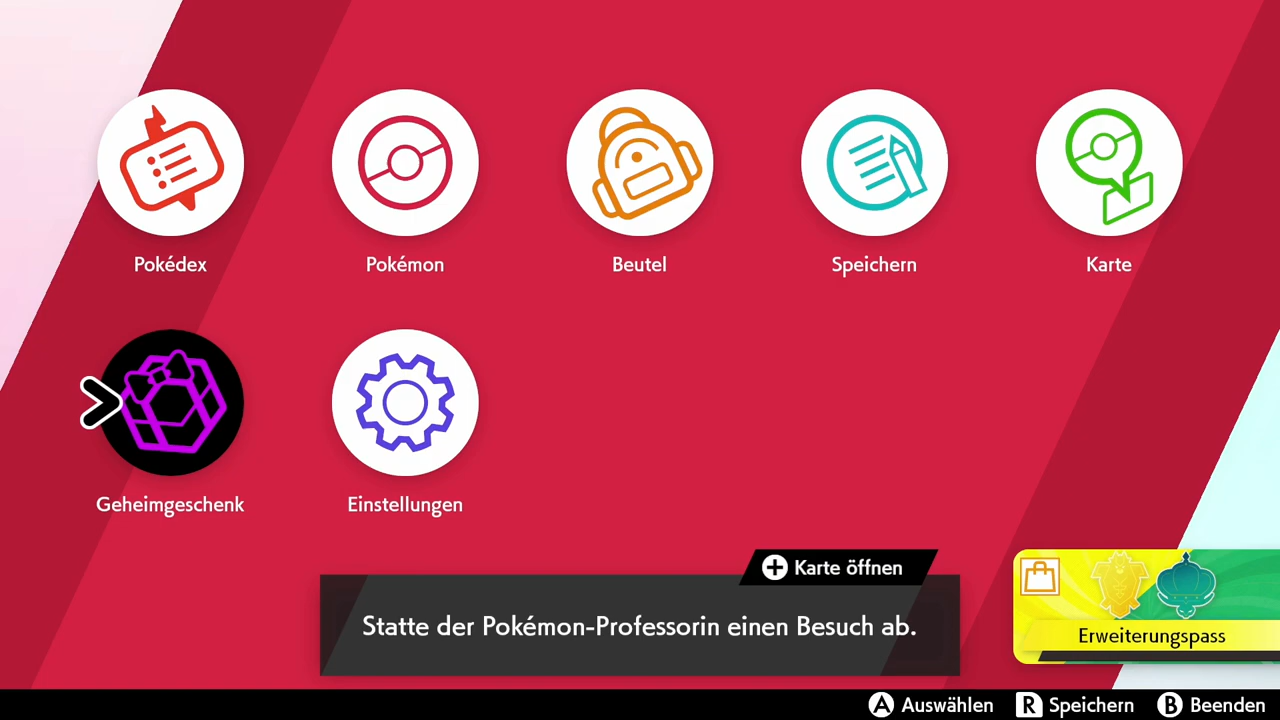 Pokédex
Pokémon
Beutel
Speichern
Karte
Geheimgeschenk
Einstellungen
+ Karte öffnen
Statte der Pokémon-Professorin einen Besuch ab.
Erweiterungspass
A Auswählen R Speichern B Beenden